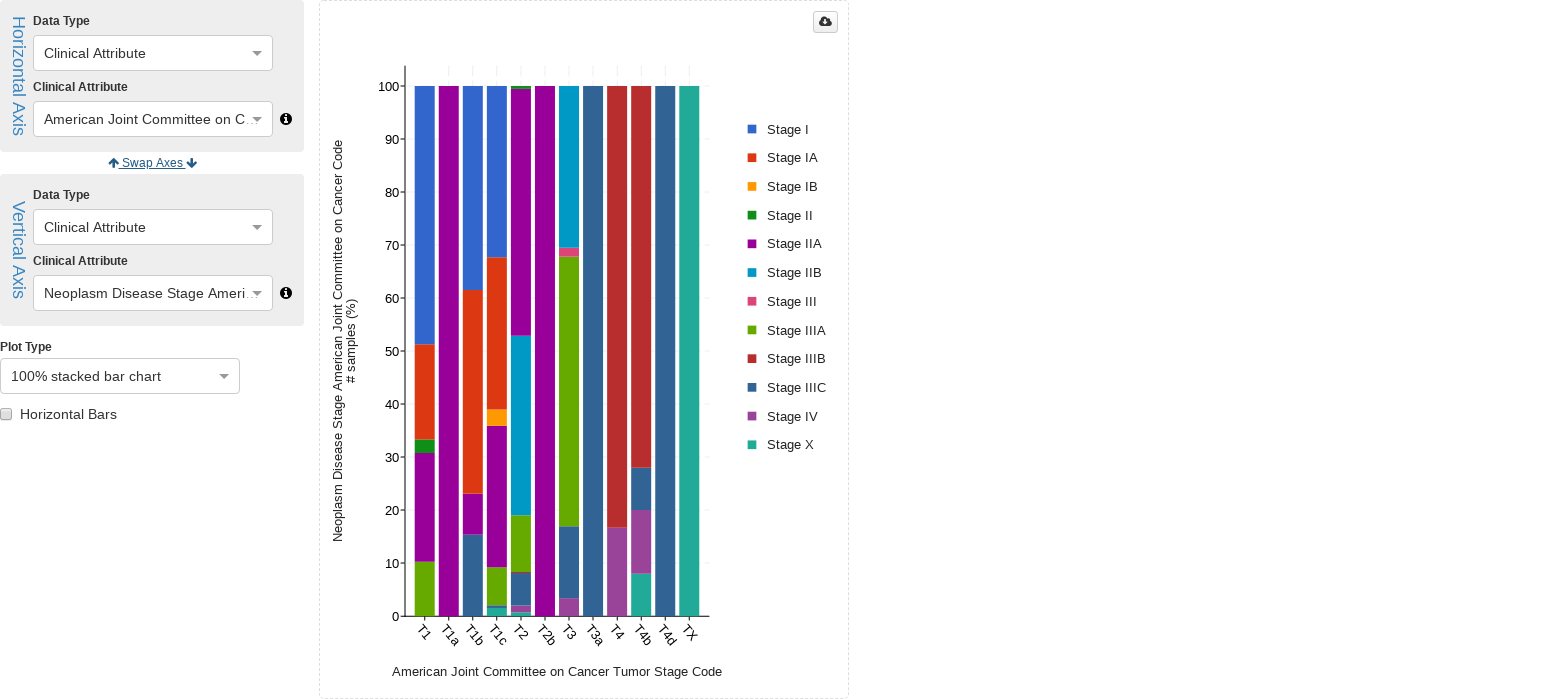 Horizontal Axis
Data Type
Clinical Attribute
Clinical Attribute
American Joint Committee on C...
Swap Axes
Vertical Axis
Data Type
Clinical Attribute
Clinical Attribute
Neoplasm Disease Stage Ameri...
Plot Type
100% stacked bar chart
Horizontal Bars
Neoplasm Disease Stage American Joint Committee on Cancer Code
# samples (%)
100
90
80
70
60
50
40
30
20
10
0
T1
T1a
T1b
T1c
T2
T2b
T3
T3a
T4
T4b
T4d
TX
American Joint Committee on Cancer Tumor Stage Code
Stage I
Stage IA
Stage IB
Stage II
Stage IIA
Stage IIB
Stage III
Stage IIIA
Stage IIIB
Stage IIIC
Stage IV
Stage X